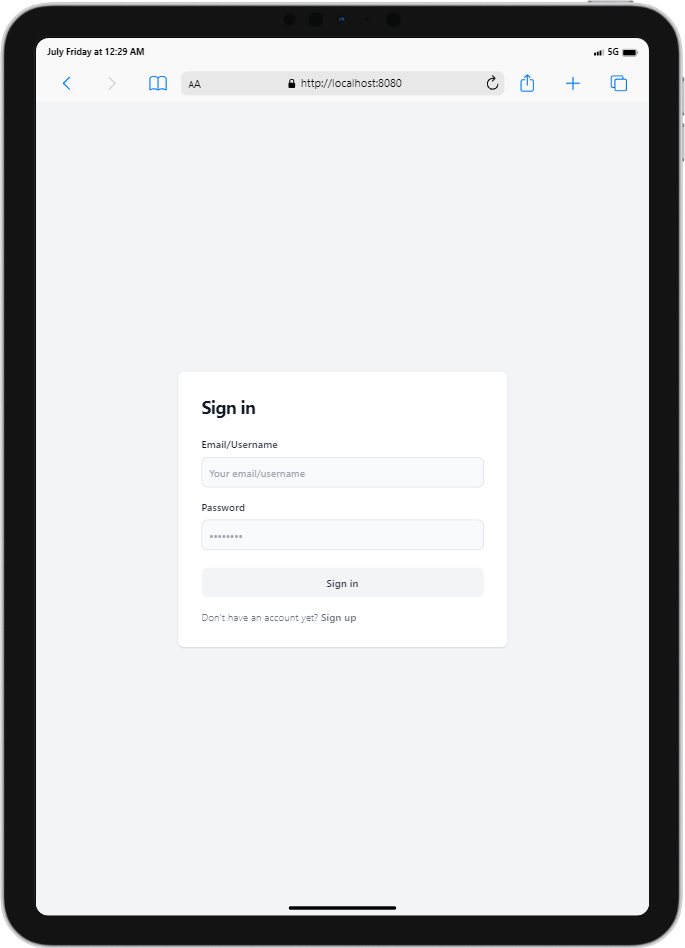 July Friday at 12:29 AM
5G
AA
http://localhost:8080
Sign in
Email/Username
Your email/username
Password
••••••••
Sign in
Don't have an account yet? Sign up